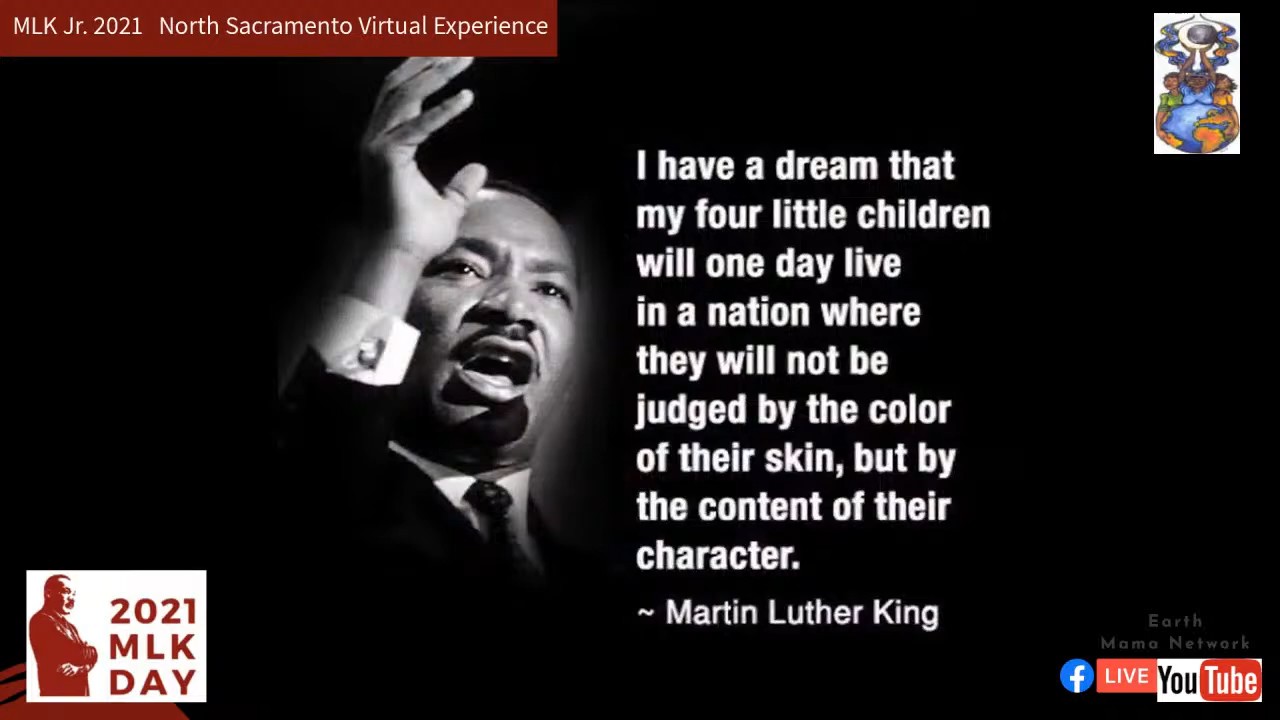 MLK Jr. 2021 North Sacramento Virtual Experience
I have a dream that
my four little children
will one day live
in a nation where
they will not be
judged by the color
of their skin, but by
the content of their
character.
~ Martin Luther King
2021
MLK
DAY
Earth
Mama Network
f LIVE YouTube